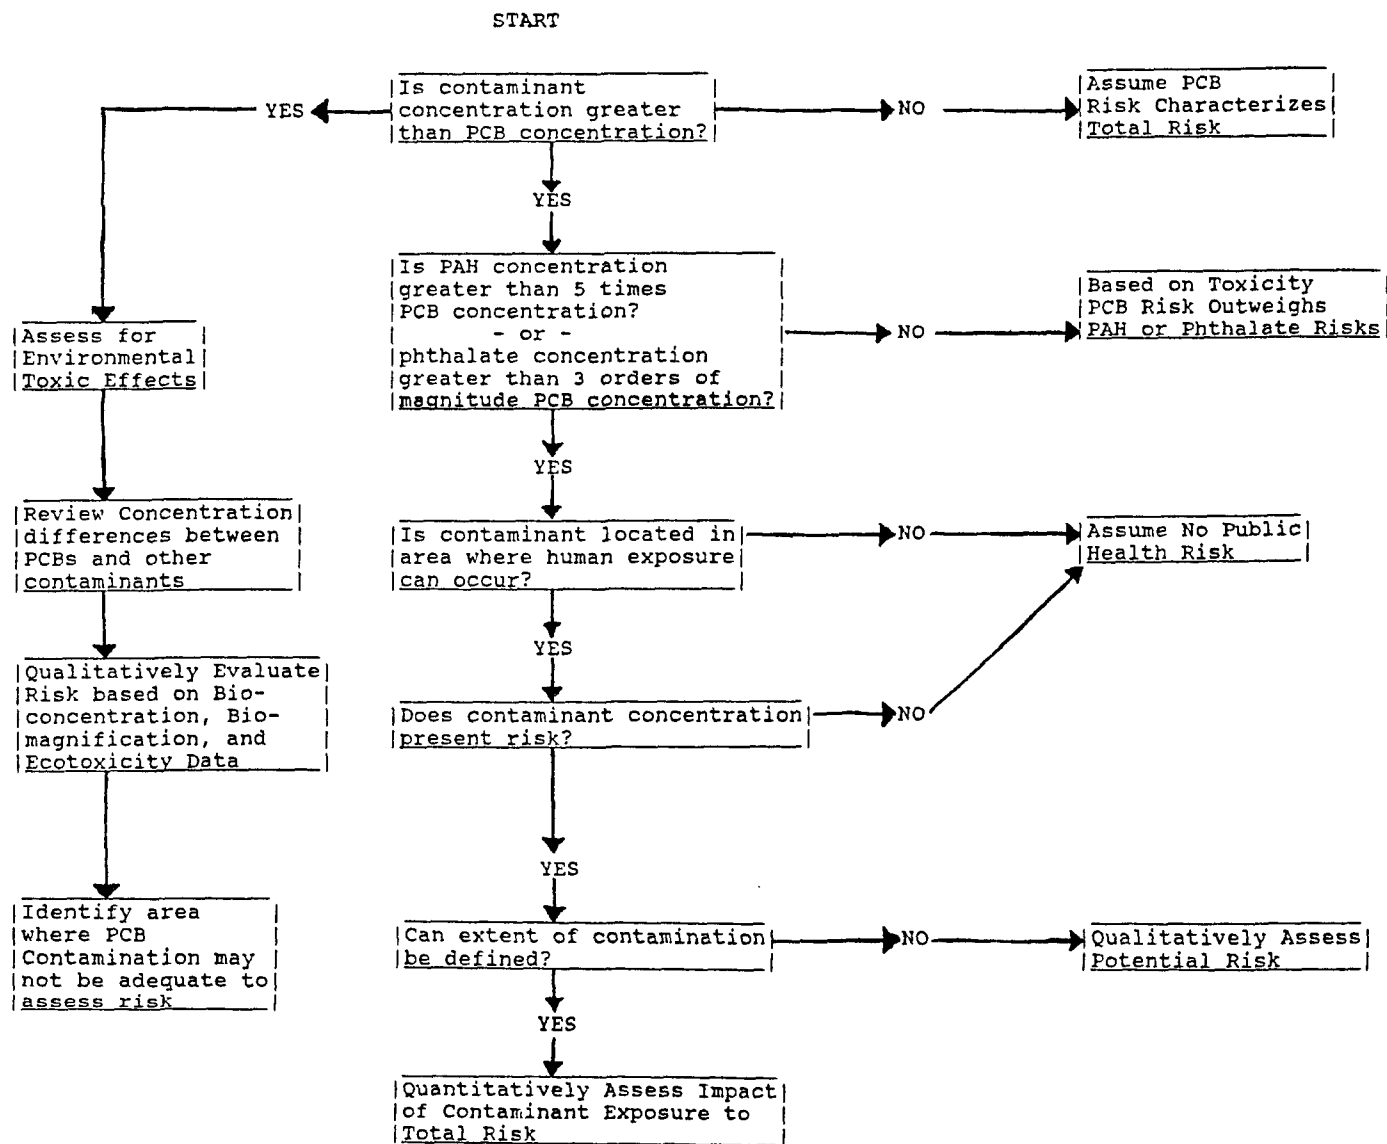 START
Is contaminant
concentration greater
than PCB concentration?
YES
NO
Assume PCB
Risk Characterizes
Total Risk
YES
Is PAH concentration
greater than 5 times
PCB concentration?
- or -
phthalate concentration
greater than 3 orders of
magnitude PCB concentration?
NO
Based on Toxicity
PCB Risk Outweighs
PAH or Phthalate Risks
Assess for
Environmental
Toxic Effects
YES
Review Concentration
differences between
PCBs and other
contaminants
Is contaminant located in
area where human exposure
can occur?
NO
Assume No Public
Health Risk
YES
Qualitatively Evaluate
Risk based on Bio-
concentration, Bio-
magnification, and
Ecotoxicity Data
Does contaminant concentration
present risk?
NO
YES
Identify area
where PCB
Contamination may
not be adequate to
assess risk
Can extent of contamination
be defined?
NO
Qualitatively Assess
Potential Risk
YES
Quantitatively Assess Impact
of Contaminant Exposure to
Total Risk